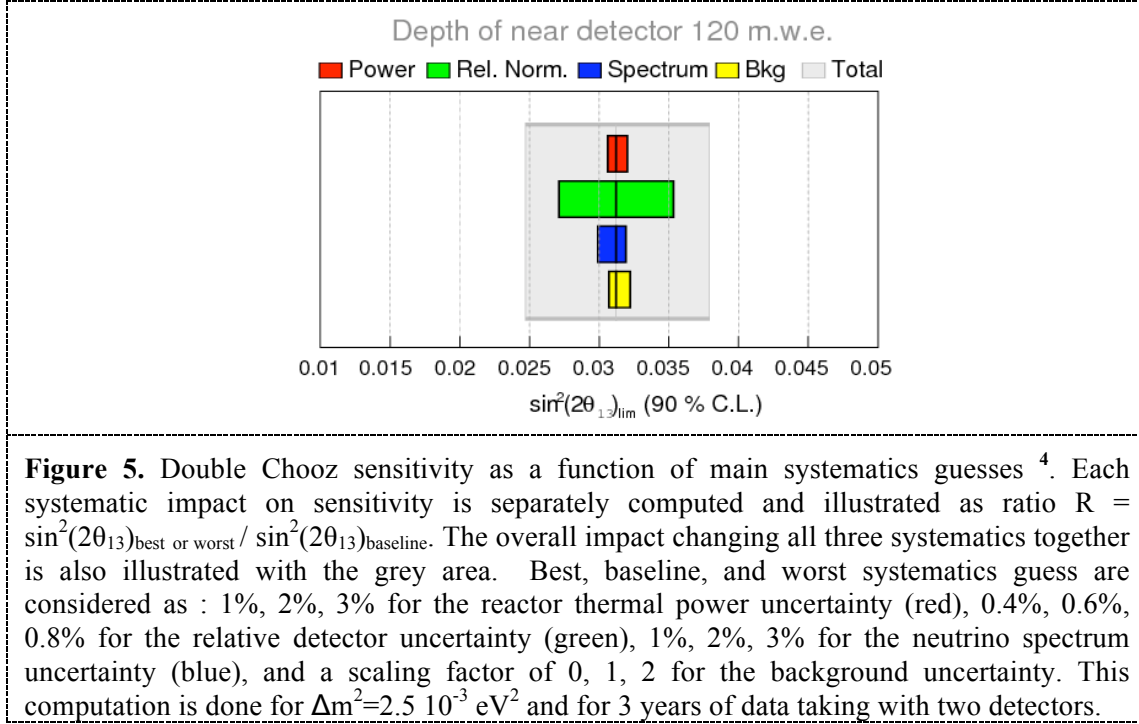 Depth of near detector 120 m.w.e.
Power Rel. Norm. Spectrum Bkg Total
0.01 0.015 0.02 0.025 0.03 0.035 0.04 0.045 0.05
sin²(2θ₁₃)lim (90 % C.L.)
Figure 5. Double Chooz sensitivity as a function of main systematics guesses ⁴. Each
systematic impact on sensitivity is separately computed and illustrated as ratio R =
sin²(2θ₁₃)best or worst / sin²(2θ₁₃)baseline. The overall impact changing all three systematics together
is also illustrated with the grey area. Best, baseline, and worst systematics guess are
considered as : 1%, 2%, 3% for the reactor thermal power uncertainty (red), 0.4%, 0.6%,
0.8% for the relative detector uncertainty (green), 1%, 2%, 3% for the neutrino spectrum
uncertainty (blue), and a scaling factor of 0, 1, 2 for the background uncertainty. This
computation is done for Δm²=2.5 10⁻³ eV² and for 3 years of data taking with two detectors.